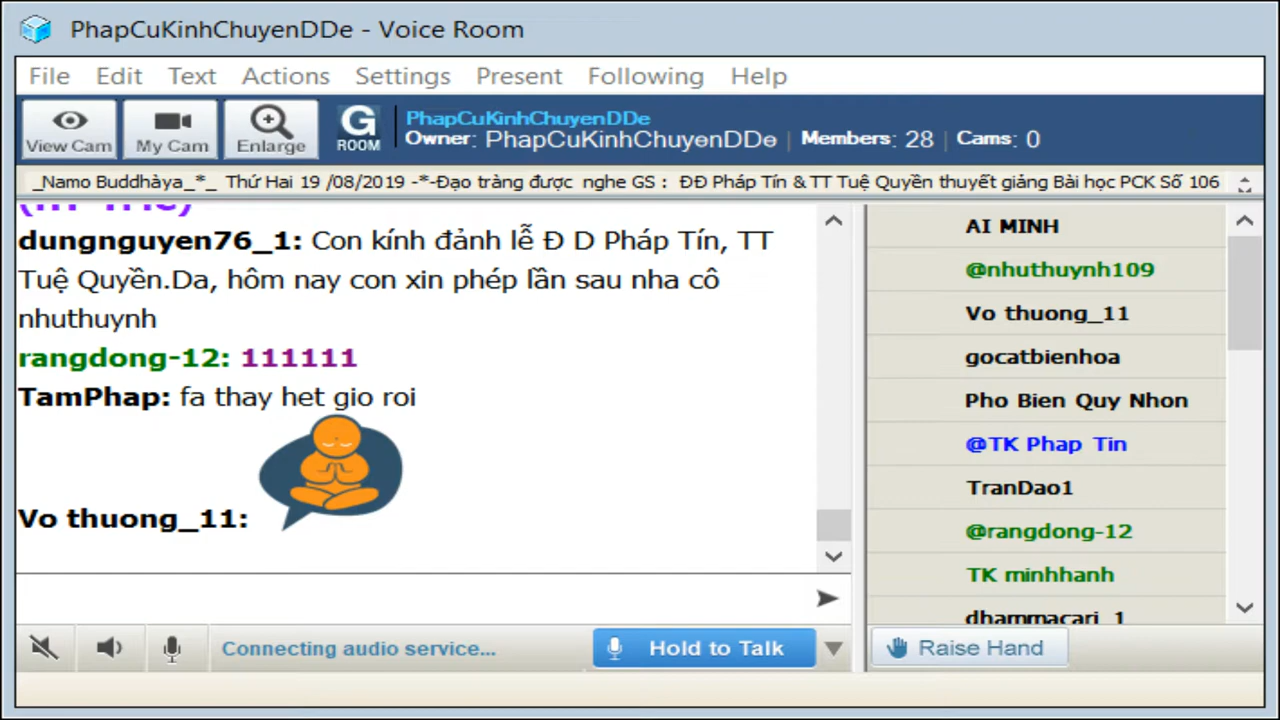 PhapCuKinhChuyenDDe - Voice Room
File Edit Text Actions Settings Present Following Help
View Cam My Cam Enlarge G ROOM
PhapCuKinhChuyenDDe
Owner: PhapCuKinhChuyenDDe | Members: 28 | Cams: 0
_Namo Buddhàya_*_ Thứ Hai 19 /08/2019 -*-Đạo tràng được nghe GS : ĐĐ Pháp Tín & TT Tuệ Quyền thuyết giảng Bài học PCK Số 106
dungnguyen76_1: Con kính đảnh lễ Đ D Pháp Tín, TT
Tuệ Quyền.Da, hôm nay con xin phép lần sau nha cô
nhuthuynh
rangdong-12: 111111
TamPhap: fa thay het gio roi
Vo thuong_11:
AI MINH
@nhuthuynh109
Vo thuong_11
gocatbienhoa
Pho Bien Quy Nhon
@TK Phap Tin
TranDao1
@rangdong-12
TK minhhanh
dhammacari_1
Connecting audio service... Hold to Talk Raise Hand